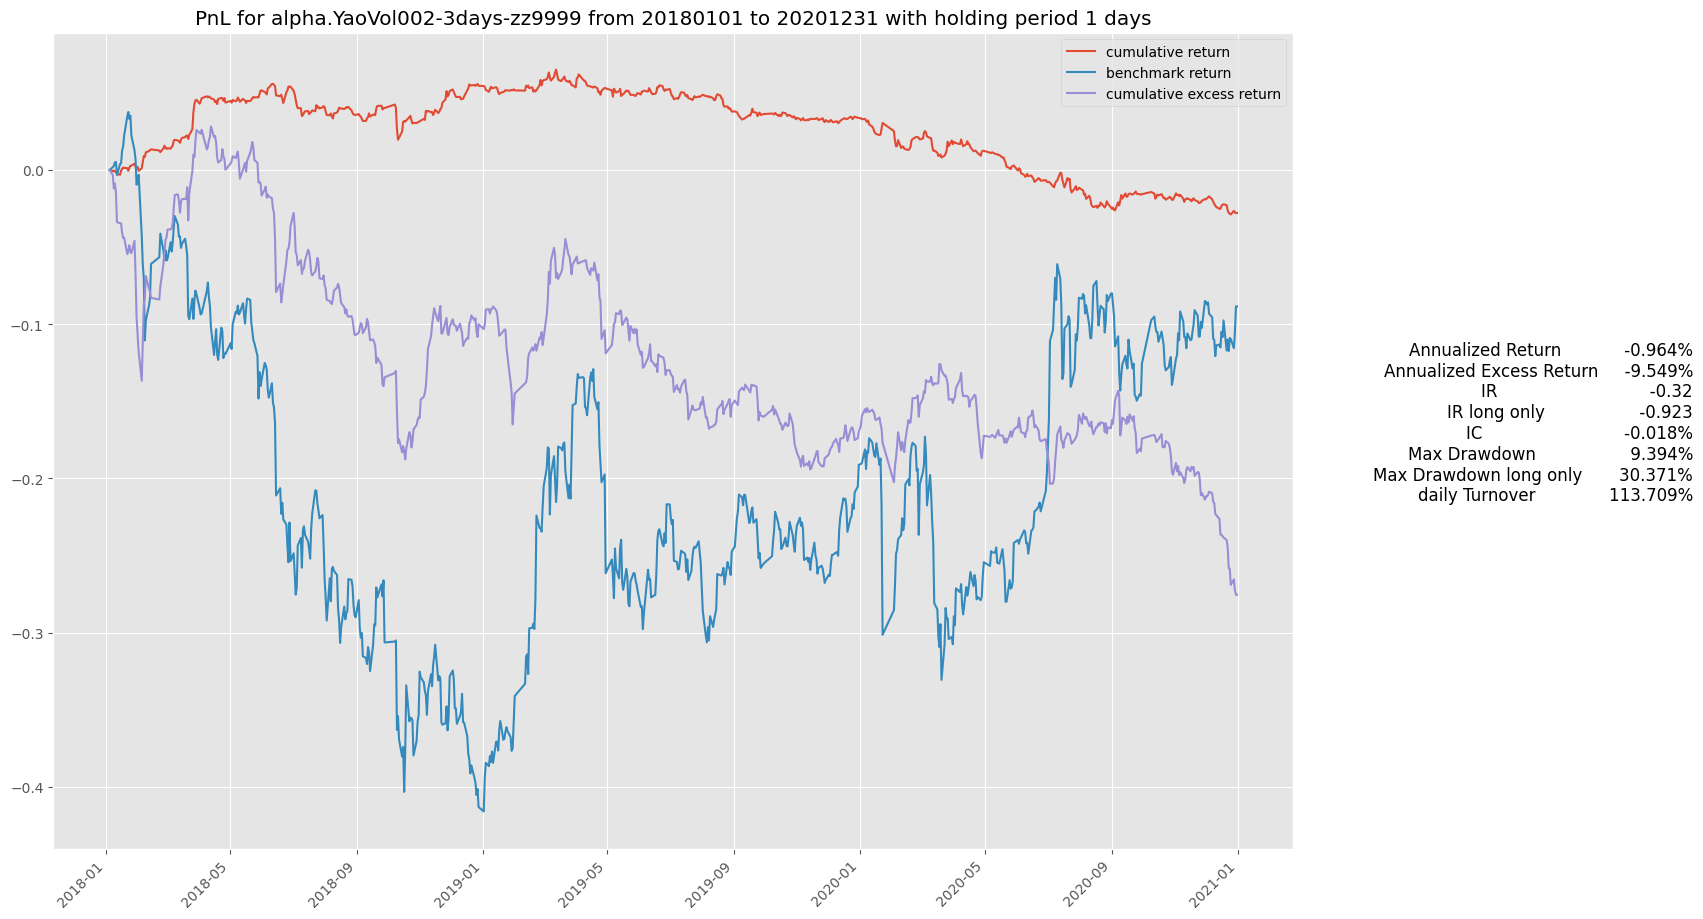 PnL for alpha.YaoVol002-3days-zz9999 from 20180101 to 20201231 with holding period 1 days
cumulative return
benchmark return
cumulative excess return
0.0
−0.1
−0.2
−0.3
−0.4
2018-01
2018-05
2018-09
2019-01
2019-05
2019-09
2020-01
2020-05
2020-09
2021-01
Annualized Return -0.964%
Annualized Excess Return -9.549%
IR -0.32
IR long only -0.923
IC -0.018%
Max Drawdown 9.394%
Max Drawdown long only 30.371%
daily Turnover 113.709%